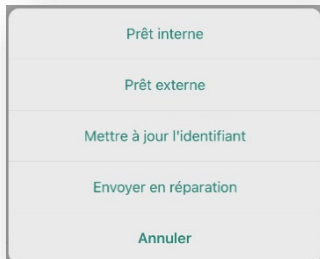 Prêt interne
Prêt externe
Mettre à jour l'identifiant
Envoyer en réparation
Annuler